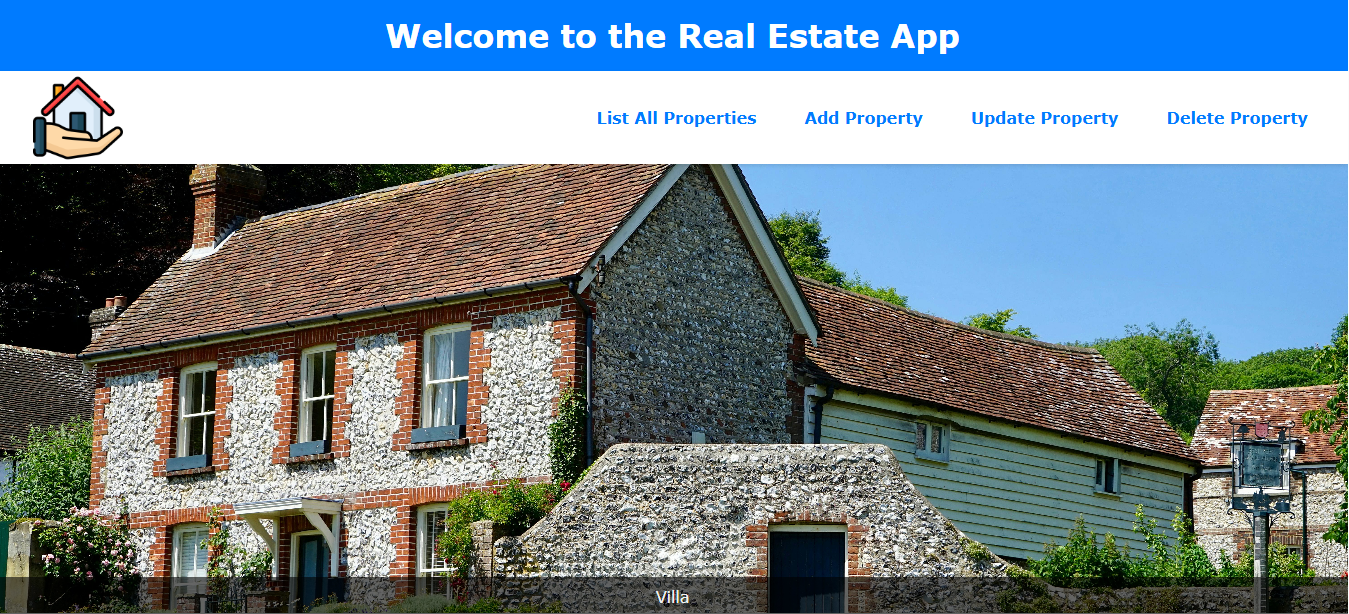 Welcome to the Real Estate App
List All Properties
Add Property
Update Property
Delete Property
Villa